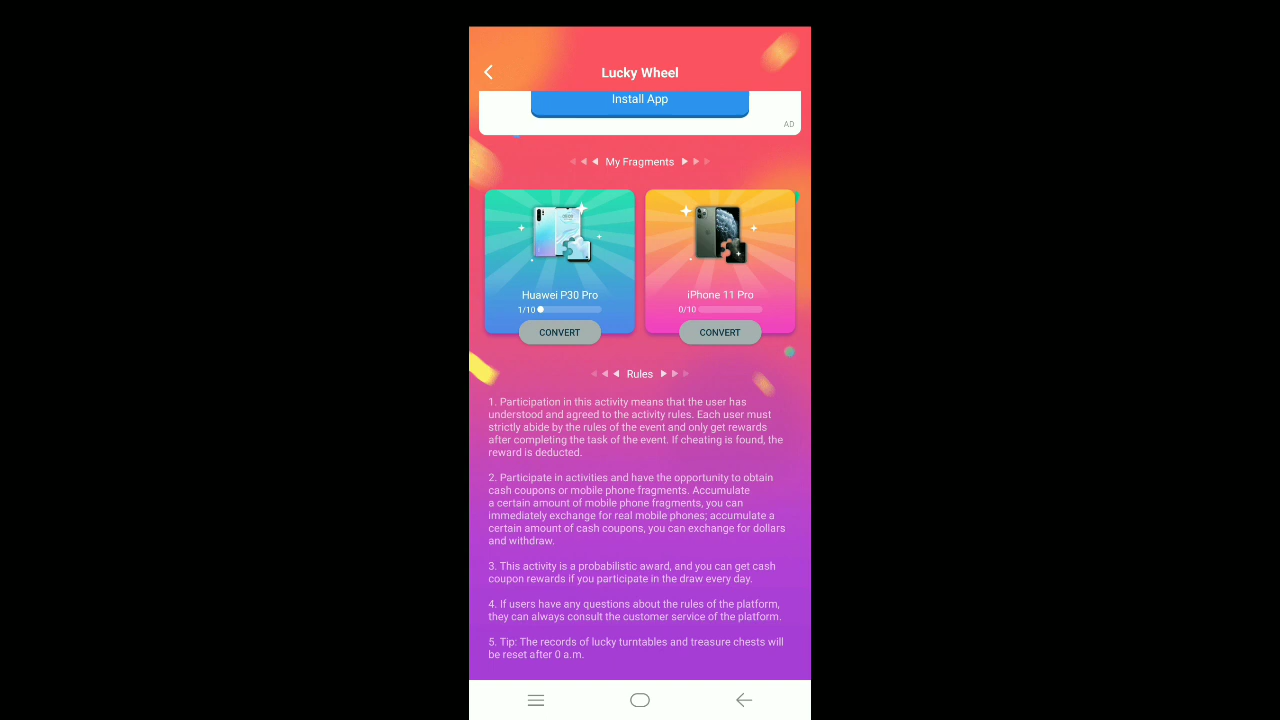 Lucky Wheel
Install App
AD
My Fragments
Huawei P30 Pro
1/10
CONVERT
iPhone 11 Pro
0/10
CONVERT
Rules
1. Participation in this activity means that the user has
understood and agreed to the activity rules. Each user must
strictly abide by the rules of the event and only get rewards
after completing the task of the event. If cheating is found, the
reward is deducted.
2. Participate in activities and have the opportunity to obtain
cash coupons or mobile phone fragments. Accumulate
a certain amount of mobile phone fragments, you can
immediately exchange for real mobile phones; accumulate a
certain amount of cash coupons, you can exchange for dollars
and withdraw.
3. This activity is a probabilistic award, and you can get cash
coupon rewards if you participate in the draw every day.
4. If users have any questions about the rules of the platform,
they can always consult the customer service of the platform.
5. Tip: The records of lucky turntables and treasure chests will
be reset after 0 a.m.